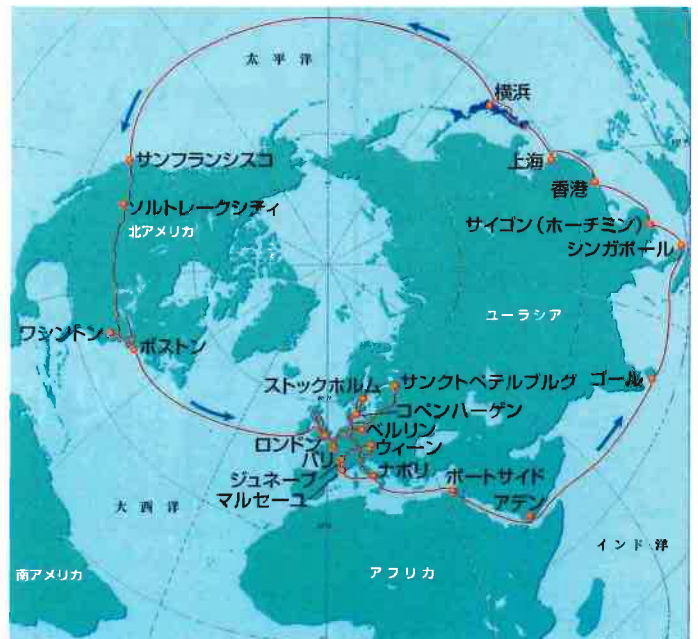 太平洋
横浜
サンフランシスコ
上海
香港
ソルトレークシティ
北アメリカ
サイゴン（ホーチミン）
シンガポール
ユーラシア
ワシントン
ボストン
ストックホルム
サンクトペテルブルグ
ゴール
コペンハーゲン
ベルリン
ロンドン
ウィーン
パリ
ジュネーブ
ナポリ
ポートサイド
マルセーユ
アデン
大西洋
インド洋
南アメリカ
アフリカ